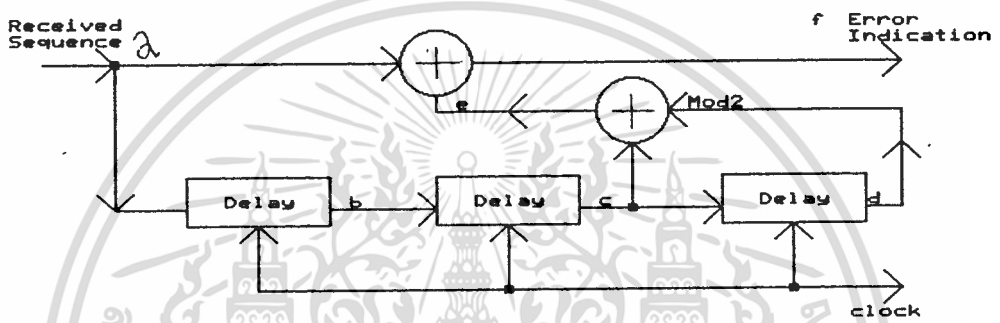 Received
Sequence a
f Error
Indication
+
+
Mod2
e
Delay
b
Delay
c
Delay
d
clock